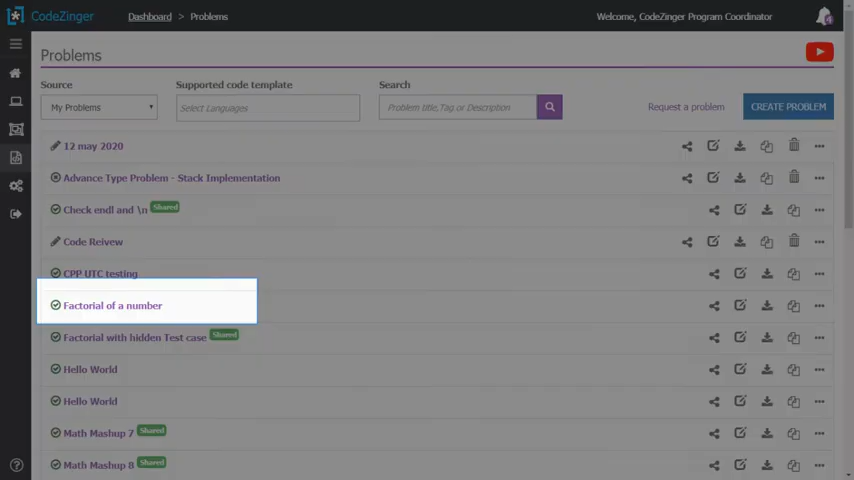 CodeZinger
Dashboard > Problems
Welcome, CodeZinger Program Coordinator
4
Problems
Source
Supported code template
Search
My Problems
Select Languages
Problem title,Tag or Description
Request a problem
CREATE PROBLEM
12 may 2020
Advance Type Problem - Stack Implementation
Check endl and \n Shared
Code Reivew
CPP UTC testing
Factorial of a number
Factorial with hidden Test case Shared
Hello World
Hello World
Math Mashup 7 Shared
Math Mashup 8 Shared